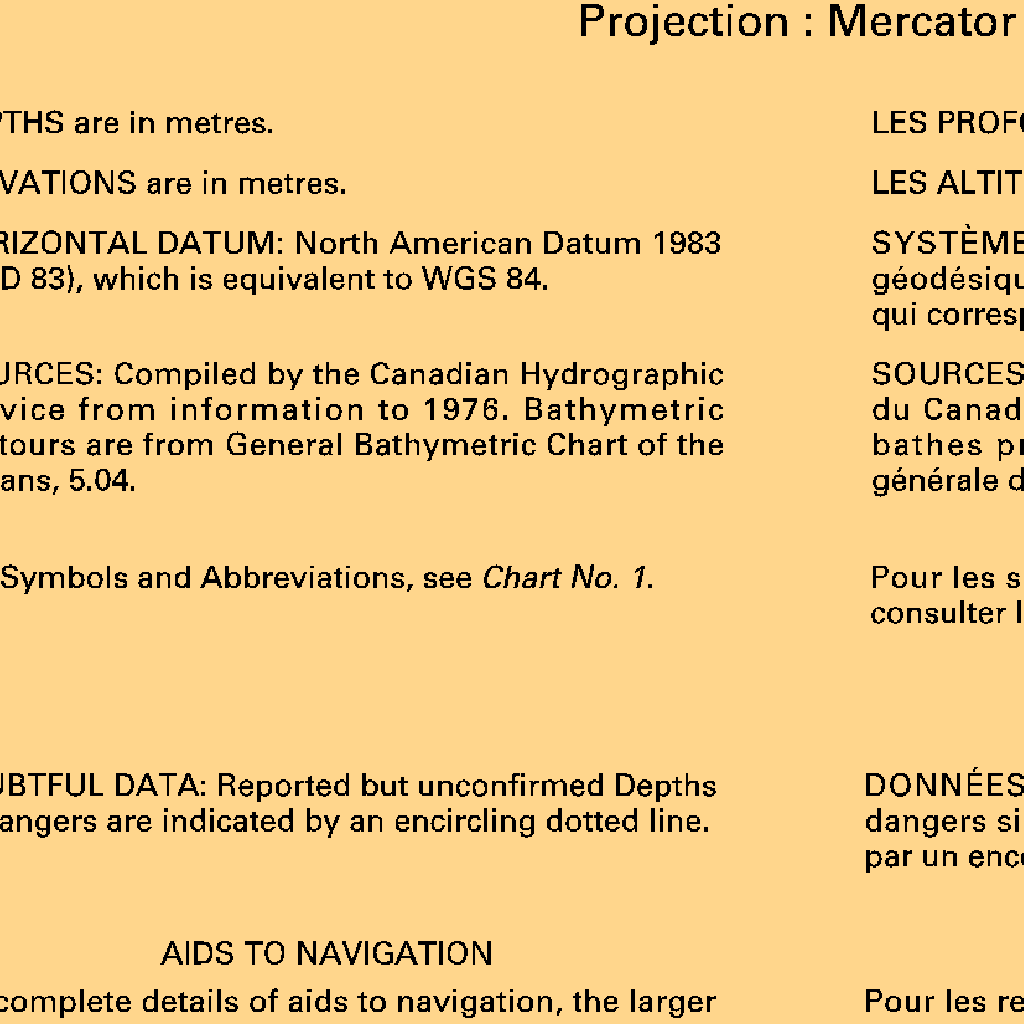 Projection : Mercator
PTHS are in metres.
VATIONS are in metres.
RIZONTAL DATUM: North American Datum 1983
D 83), which is equivalent to WGS 84.
URCES: Compiled by the Canadian Hydrographic
vice from information to 1976. Bathymetric
tours are from General Bathymetric Chart of the
ans, 5.04.
Symbols and Abbreviations, see Chart No. 1.
UBTFUL DATA: Reported but unconfirmed Depths
angers are indicated by an encircling dotted line.
AIDS TO NAVIGATION
complete details of aids to navigation, the larger
LES PROFO
LES ALTIT
SYSTÈME
géodésiqu
qui corresp
SOURCES
du Canad
bathes pr
générale d
Pour les s
consulter l
DONNÉES
dangers si
par un enc
Pour les re